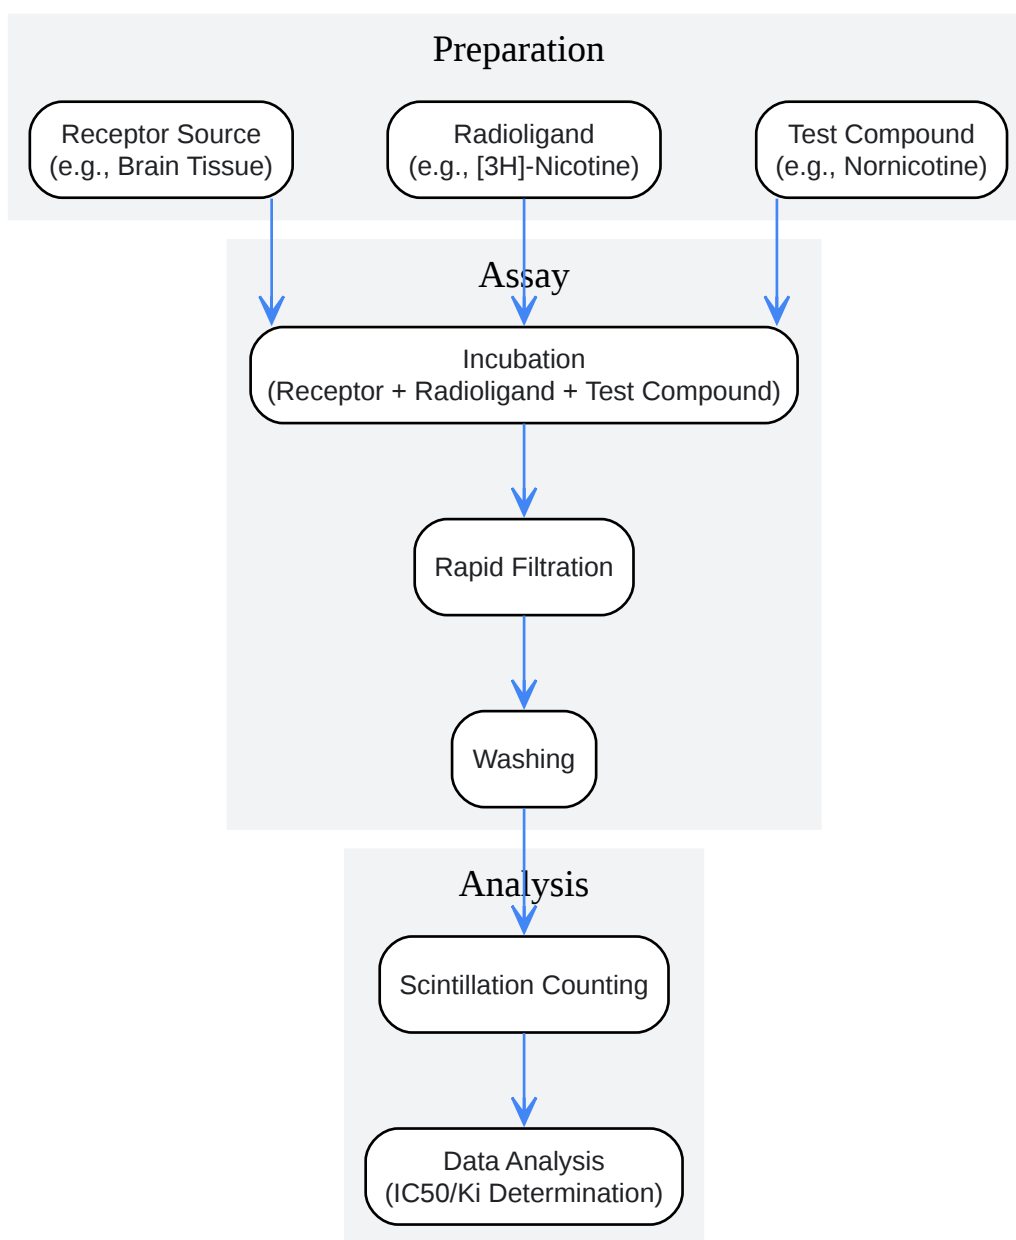 Preparation
Receptor Source
(e.g., Brain Tissue)
Radioligand
(e.g., [3H]-Nicotine)
Test Compound
(e.g., Nornicotine)
Assay
Incubation
(Receptor + Radioligand + Test Compound)
Rapid Filtration
Washing
Analysis
Scintillation Counting
Data Analysis
(IC50/Ki Determination)